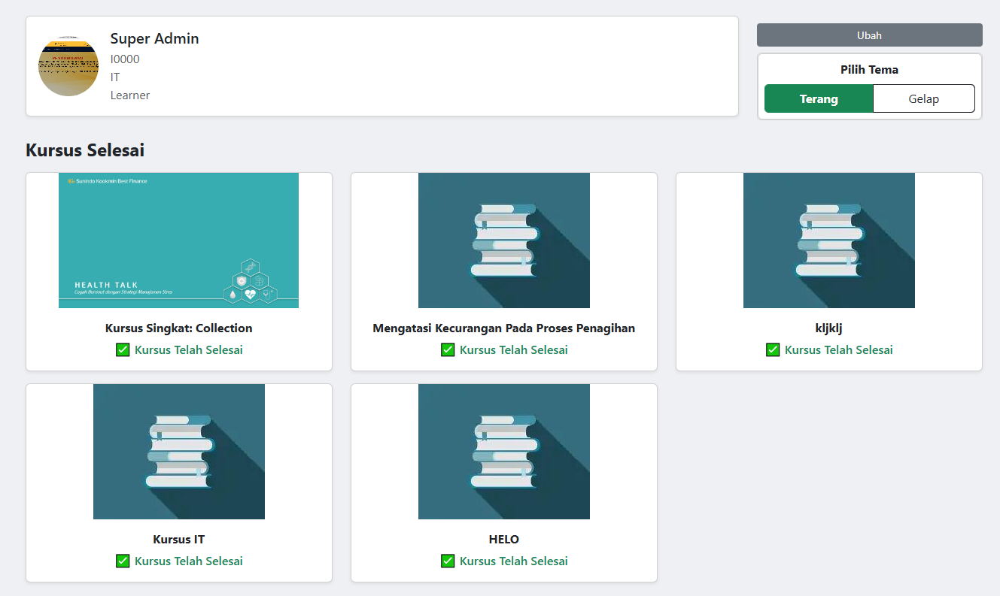 Super Admin
I0000
IT
Learner
Ubah
Pilih Tema
Terang
Gelap
Kursus Selesai
Sunindo Kookmin Best Finance
HEALTH TALK
Cegah Burnout dengan Strategi Manajemen Stres
Kursus Singkat: Collection
Kursus Telah Selesai
Mengatasi Kecurangan Pada Proses Penagihan
Kursus Telah Selesai
kljklj
Kursus Telah Selesai
Kursus IT
Kursus Telah Selesai
HELO
Kursus Telah Selesai